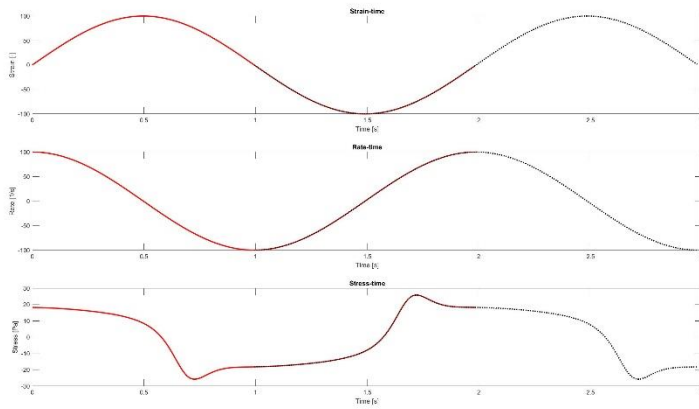 Strain-time
Strain [-]
100
50
0
-50
-100
0 0.5 1 1.5 2 2.5
Time [s]
Rate-time
Rate [1/s]
100
50
0
-50
-100
0 0.5 1 1.5 2 2.5
Time [s]
Stress-time
Stress [Pa]
30
20
10
0
-10
-20
-30
0 0.5 1 1.5 2 2.5
Time [s]